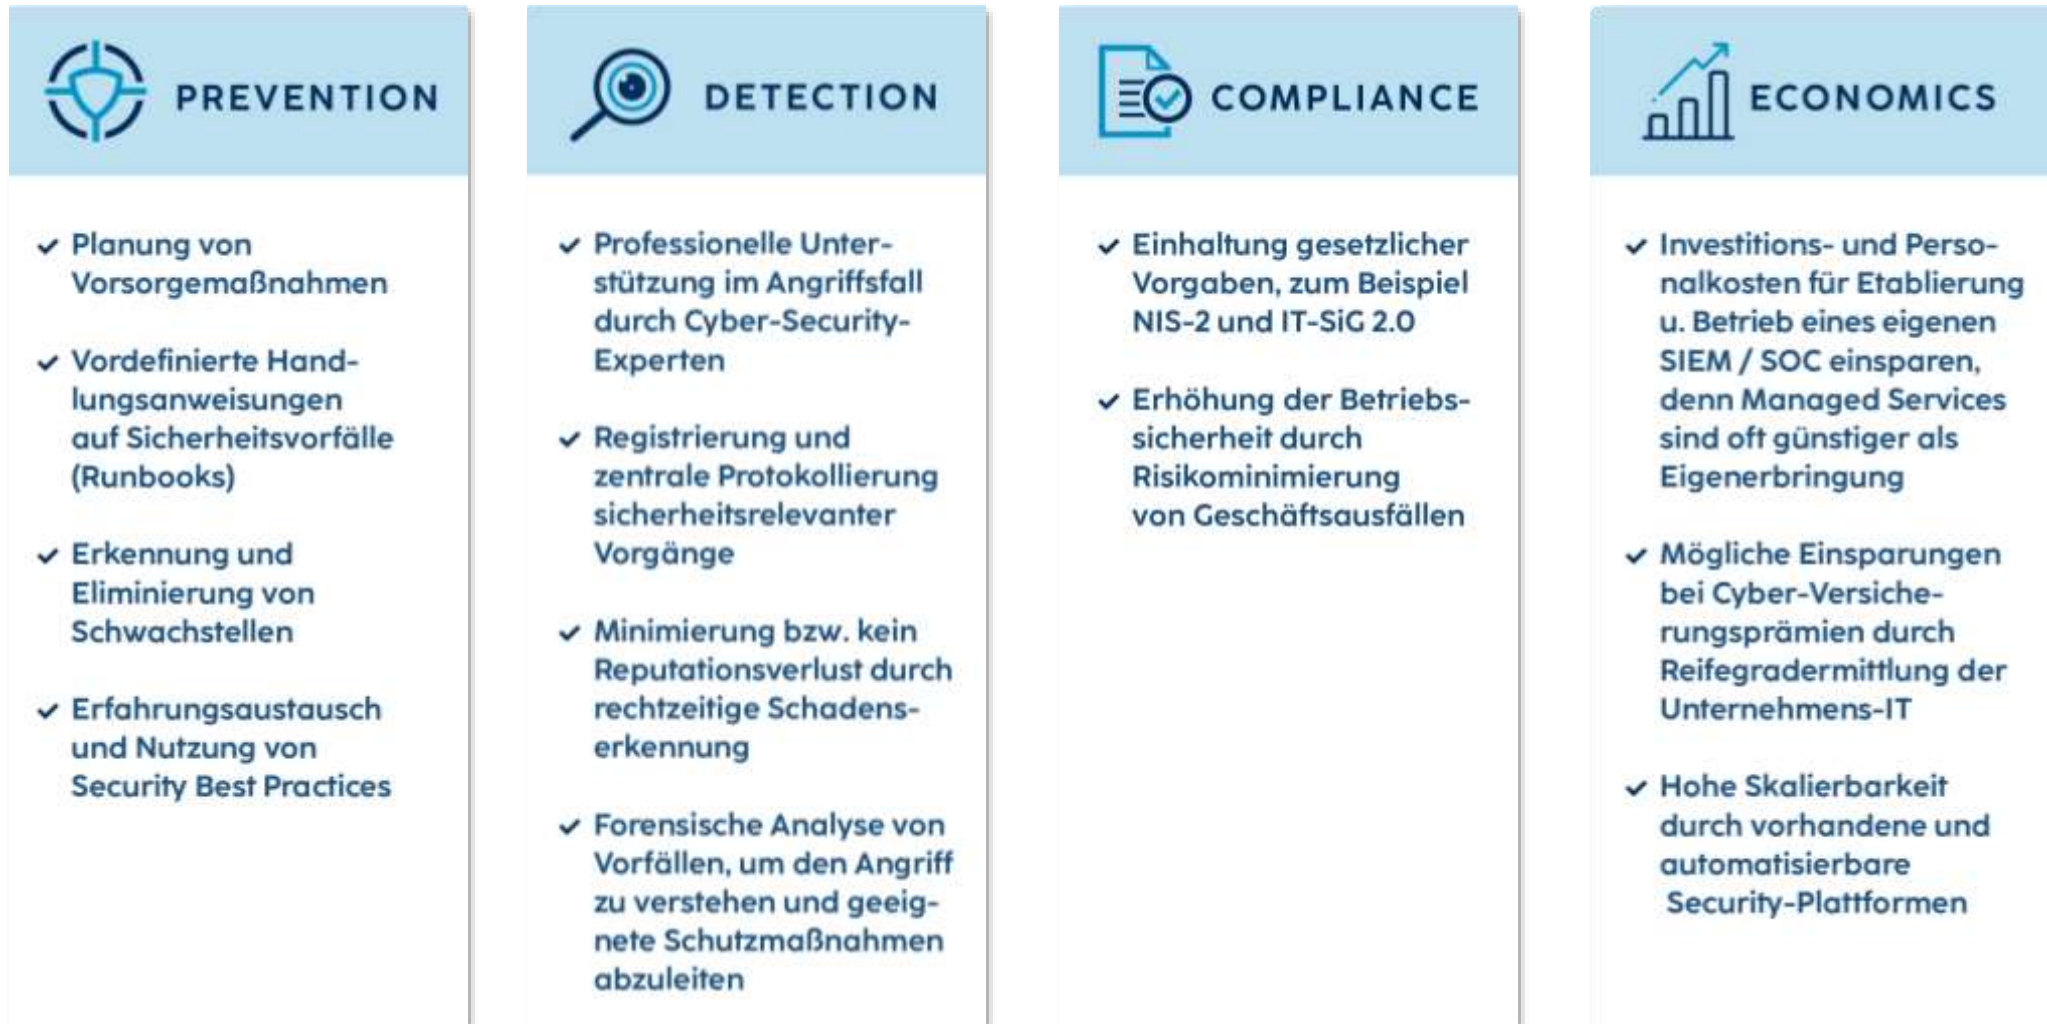 PREVENTION
Planung von
Vorsorgemaßnahmen
Vordefinierte Hand-
lungsanweisungen
auf Sicherheitsvorfälle
(Runbooks)
Erkennung und
Eliminierung von
Schwachstellen
Erfahrungsaustausch
und Nutzung von
Security Best Practices
DETECTION
Professionelle Unter-
stützung im Angriffsfall
durch Cyber-Security-
Experten
Registrierung und
zentrale Protokollierung
sicherheitsrelevanter
Vorgänge
Minimierung bzw. kein
Reputationsverlust durch
rechtzeitige Schadens-
erkennung
Forensische Analyse von
Vorfällen, um den Angriff
zu verstehen und geeig-
nete Schutzmaßnahmen
abzuleiten
COMPLIANCE
Einhaltung gesetzlicher
Vorgaben, zum Beispiel
NIS-2 und IT-SiG 2.0
Erhöhung der Betriebs-
sicherheit durch
Risikominimierung
von Geschäftsausfällen
ECONOMICS
Investitions- und Perso-
nalkosten für Etablierung
u. Betrieb eines eigenen
SIEM / SOC einsparen,
denn Managed Services
sind oft günstiger als
Eigenerbringung
Mögliche Einsparungen
bei Cyber-Versiche-
rungsprämien durch
Reifegradermittlung der
Unternehmens-IT
Hohe Skalierbarkeit
durch vorhandene und
automatisierbare
Security-Plattformen